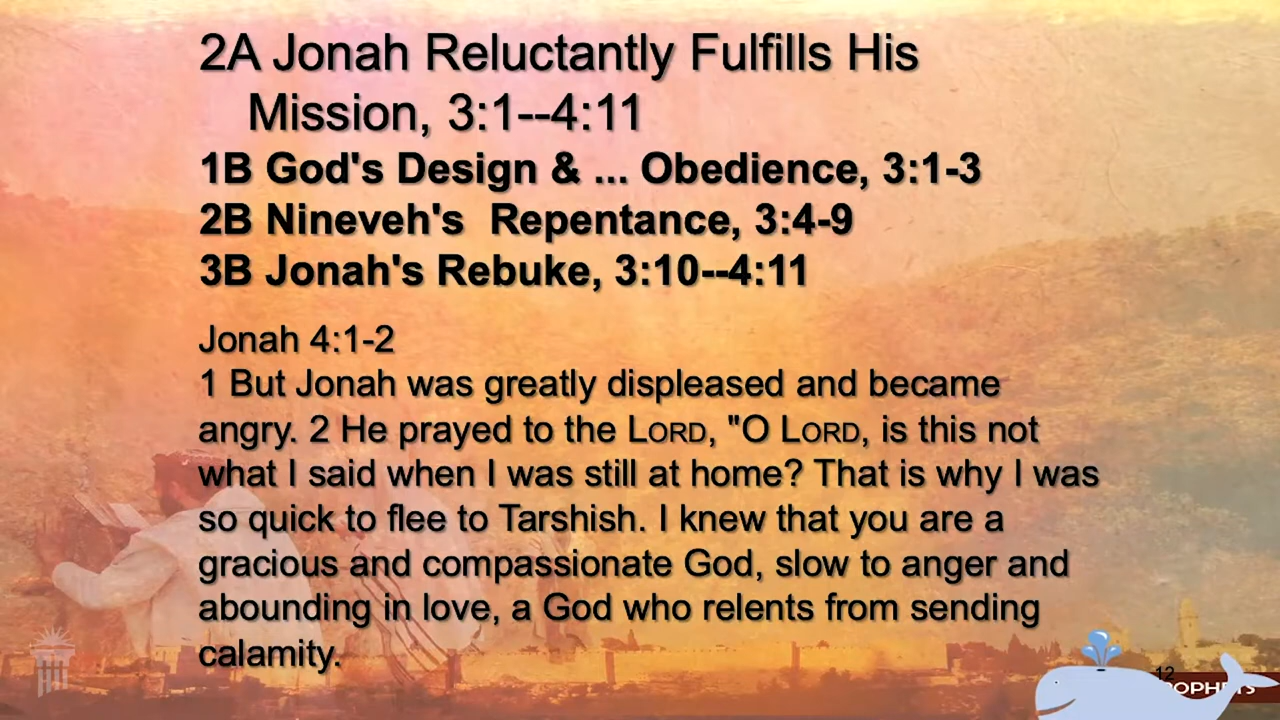 2A Jonah Reluctantly Fulfills His
Mission, 3:1--4:11
1B God's Design & ... Obedience, 3:1-3
2B Nineveh's  Repentance, 3:4-9
3B Jonah's Rebuke, 3:10--4:11
Jonah 4:1-2
1 But Jonah was greatly displeased and became
angry. 2 He prayed to the LORD, "O LORD, is this not
what I said when I was still at home? That is why I was
so quick to flee to Tarshish. I knew that you are a
gracious and compassionate God, slow to anger and
abounding in love, a God who relents from sending
calamity.
12